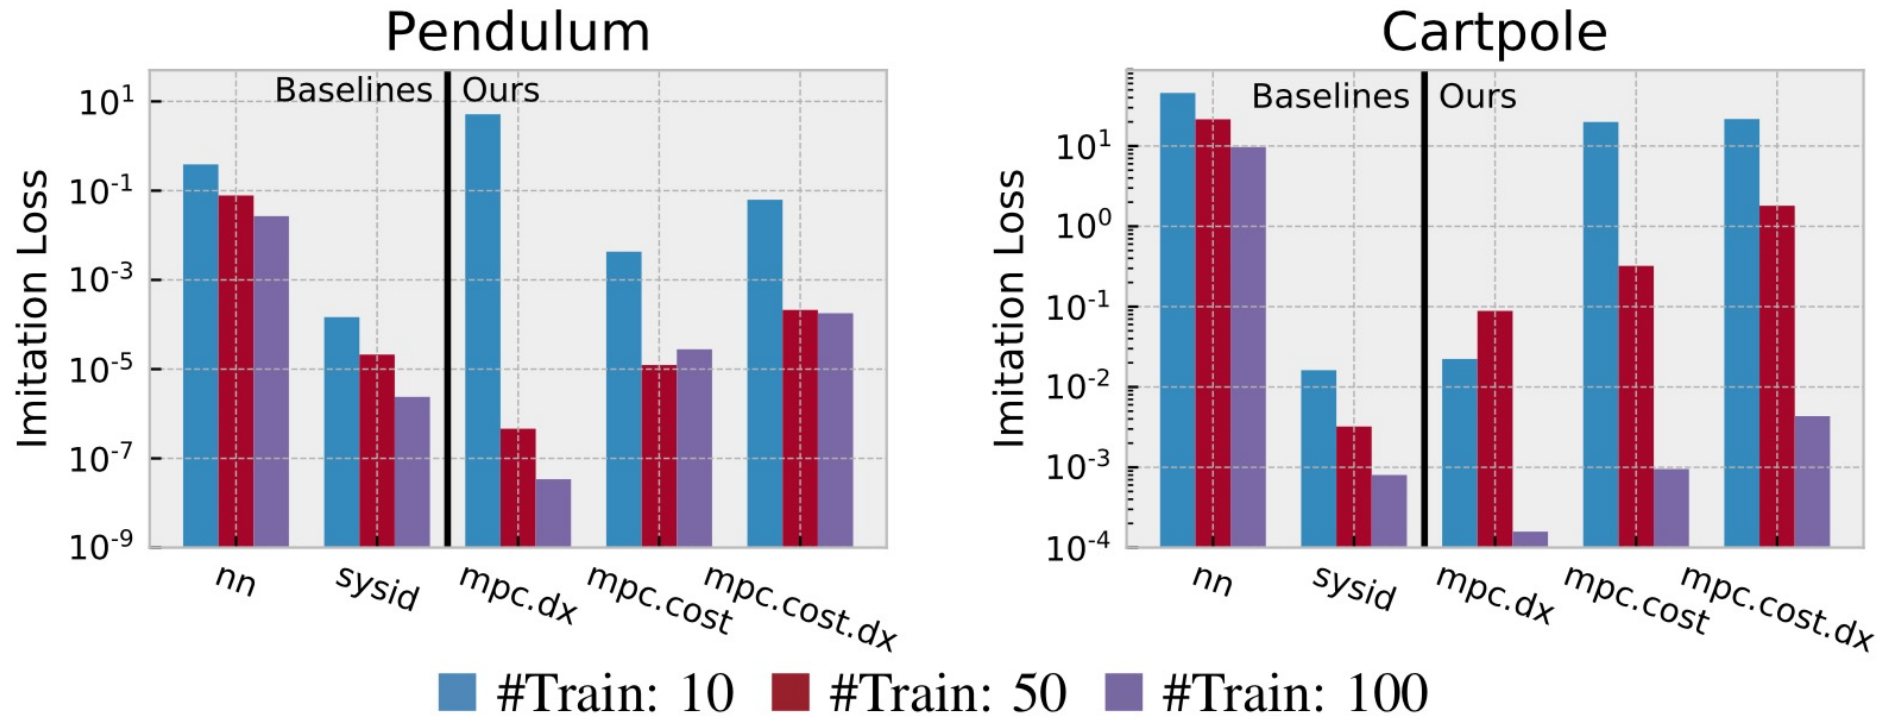 Pendulum
Baselines Ours
Imitation Loss
10^1
10^-1
10^-3
10^-5
10^-7
10^-9
nn
sysid
mpc.dx
mpc.cost
mpc.cost.dx
Cartpole
Baselines Ours
Imitation Loss
10^1
10^0
10^-1
10^-2
10^-3
10^-4
nn
sysid
mpc.dx
mpc.cost
mpc.cost.dx
#Train: 10 #Train: 50 #Train: 100